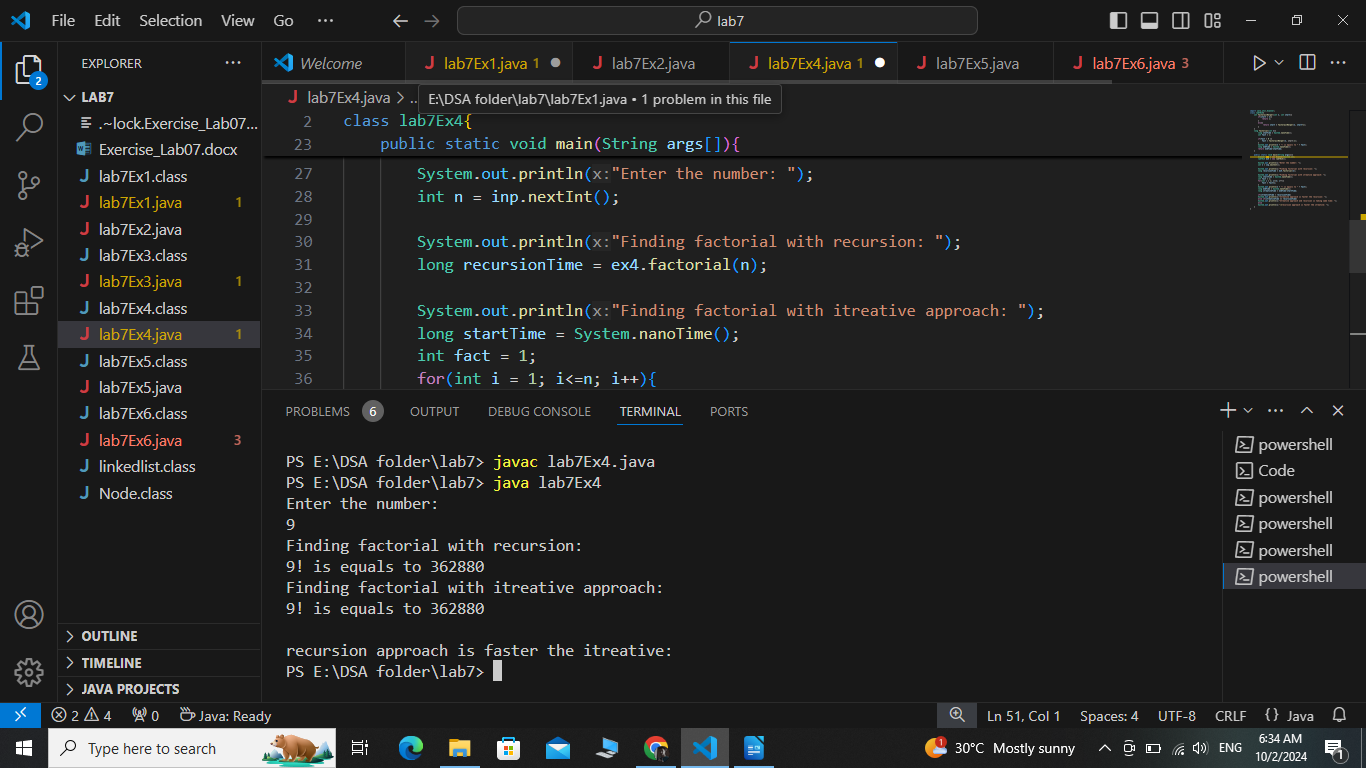 File Edit Selection View Go ··· lab7
EXPLORER ···
Welcome lab7Ex1.java 1 lab7Ex2.java lab7Ex4.java 1 lab7Ex5.java lab7Ex6.java 3 ···
LAB7
.~lock.Exercise_Lab07...
Exercise_Lab07.docx
lab7Ex1.class
lab7Ex1.java 1
lab7Ex2.java
lab7Ex3.class
lab7Ex3.java 1
lab7Ex4.class
lab7Ex4.java 1
lab7Ex5.class
lab7Ex5.java
lab7Ex6.class
lab7Ex6.java 3
linkedlist.class
Node.class
OUTLINE
TIMELINE
JAVA PROJECTS
2
lab7Ex4.java > ..
E:\DSA folder\lab7\lab7Ex1.java • 1 problem in this file
2 class lab7Ex4{
23 public static void main(String args[]){
27 System.out.println(x:"Enter the number: ");
28 int n = inp.nextInt();
29
30 System.out.println(x:"Finding factorial with recursion: ");
31 long recursionTime = ex4.factorial(n);
32
33 System.out.println(x:"Finding factorial with itreative approach: ");
34 long startTime = System.nanoTime();
35 int fact = 1;
36 for(int i = 1; i<=n; i++){
PROBLEMS 6 OUTPUT DEBUG CONSOLE TERMINAL PORTS ···
PS E:\DSA folder\lab7> javac lab7Ex4.java
PS E:\DSA folder\lab7> java lab7Ex4
Enter the number:
9
Finding factorial with recursion:
9! is equals to 362880
Finding factorial with itreative approach:
9! is equals to 362880
recursion approach is faster the itreative:
PS E:\DSA folder\lab7>
powershell
Code
powershell
powershell
powershell
powershell
2 4 0 Java: Ready Ln 51, Col 1 Spaces: 4 UTF-8 CRLF {} Java
Type here to search
1 30°C Mostly sunny ENG 6:34 AM
10/2/2024 1